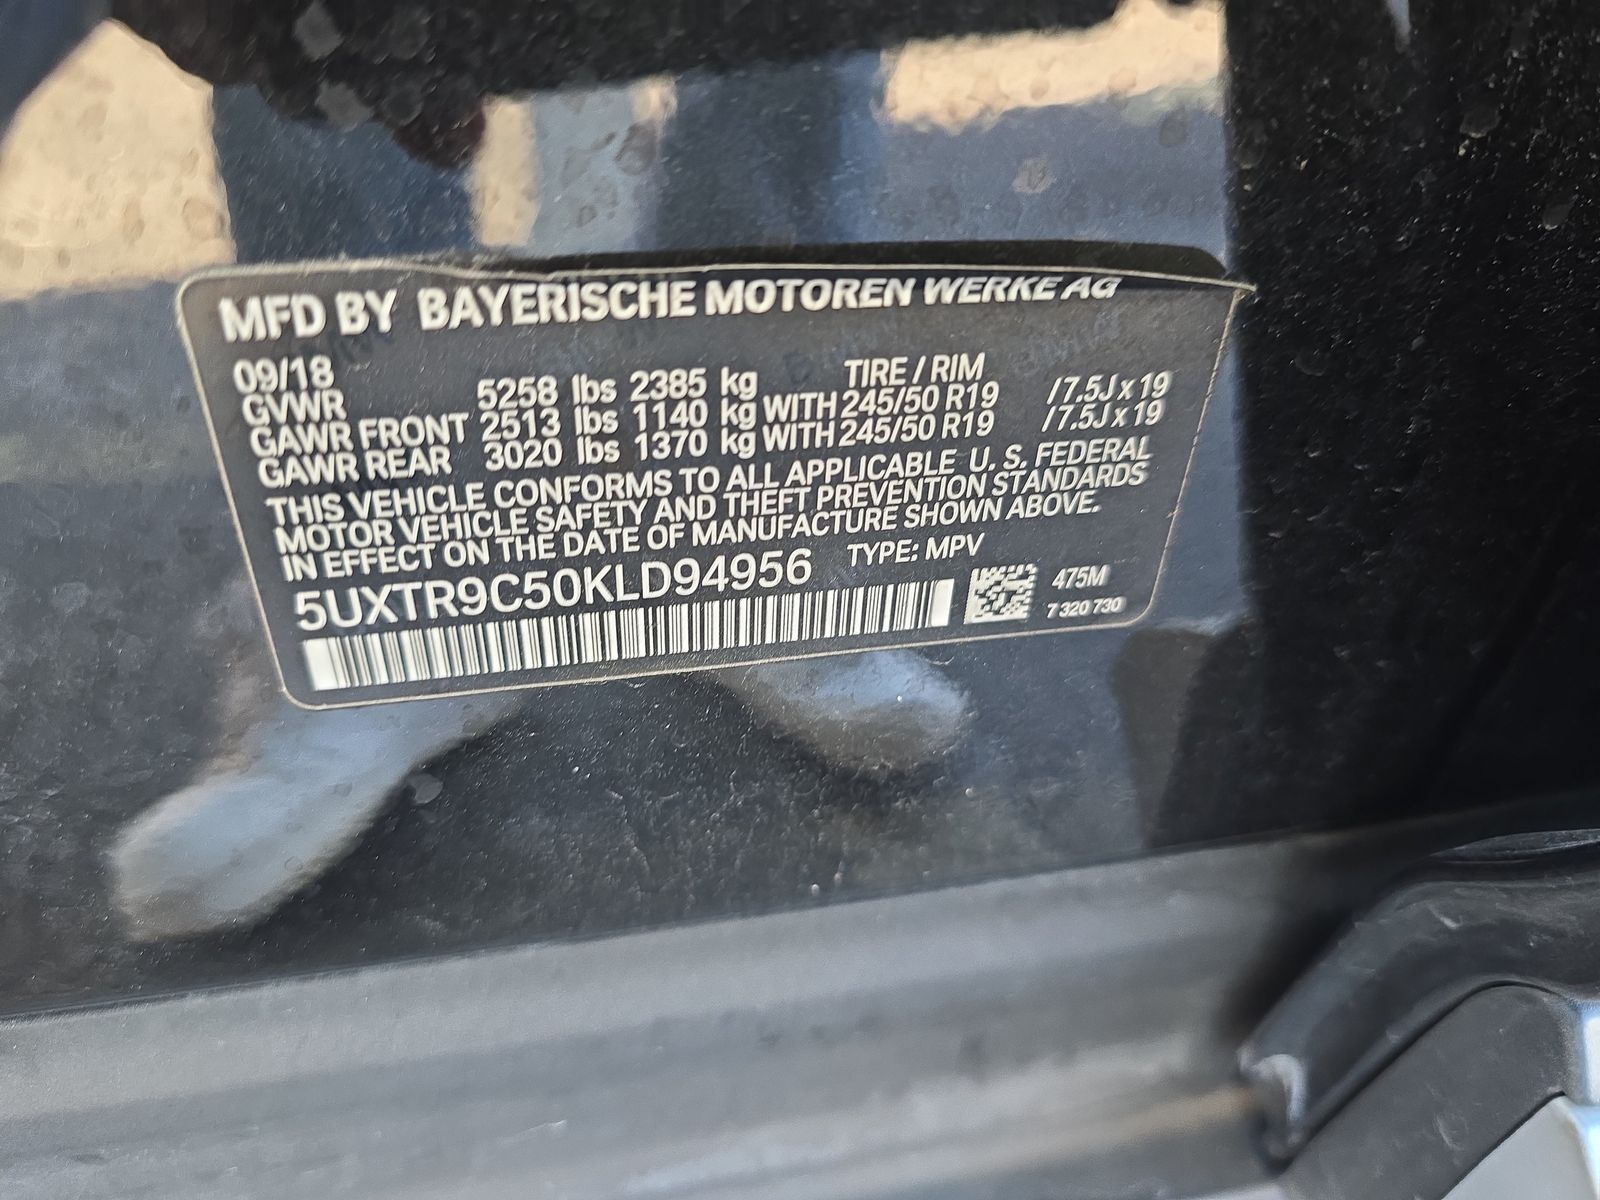 MFD BY BAYERISCHE MOTOREN WERKE AG
09/18 TIRE / RIM
GVWR 5258 lbs 2385 kg
GAWR FRONT 2513 lbs 1140 kg WITH 245/50 R19 /7.5J x 19
GAWR REAR 3020 lbs 1370 kg WITH 245/50 R19 /7.5J x 19
THIS VEHICLE CONFORMS TO ALL APPLICABLE U. S. FEDERAL
MOTOR VEHICLE SAFETY AND THEFT PREVENTION STANDARDS
IN EFFECT ON THE DATE OF MANUFACTURE SHOWN ABOVE.
5UXTR9C50KLD94956 TYPE: MPV
475M
7 320 730